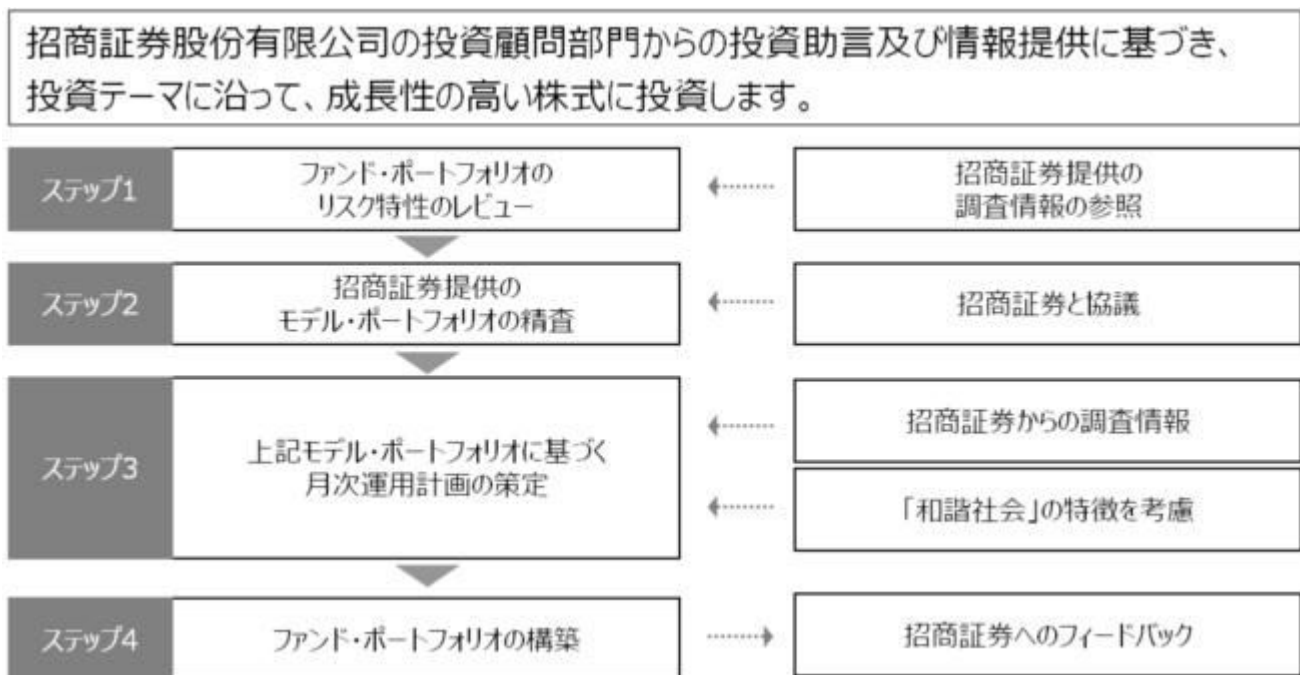 招商証券股份有限公司の投資顧問部門からの投資助言及び情報提供に基づき、
投資テーマに沿って、成長性の高い株式に投資します。
ステップ1
ファンド・ポートフォリオの
リスク特性のレビュー
招商証券提供の
調査情報の参照
ステップ2
招商証券提供の
モデル・ポートフォリオの精査
招商証券と協議
ステップ3
上記モデル・ポートフォリオに基づく
月次運用計画の策定
招商証券からの調査情報
「和諧社会」の特徴を考慮
ステップ4
ファンド・ポートフォリオの構築
招商証券へのフィードバック